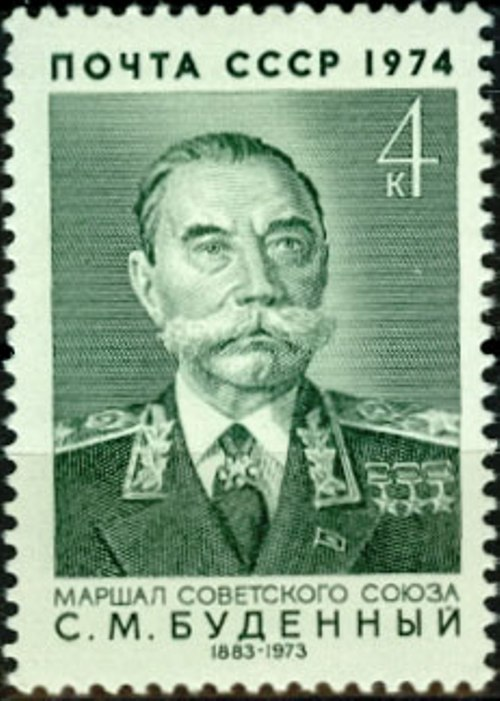 ПОЧТА СССР 1974
4
К
МАРШАЛ СОВЕТСКОГО СОЮЗА
С. М. БУДЕННЫЙ
1883-1973